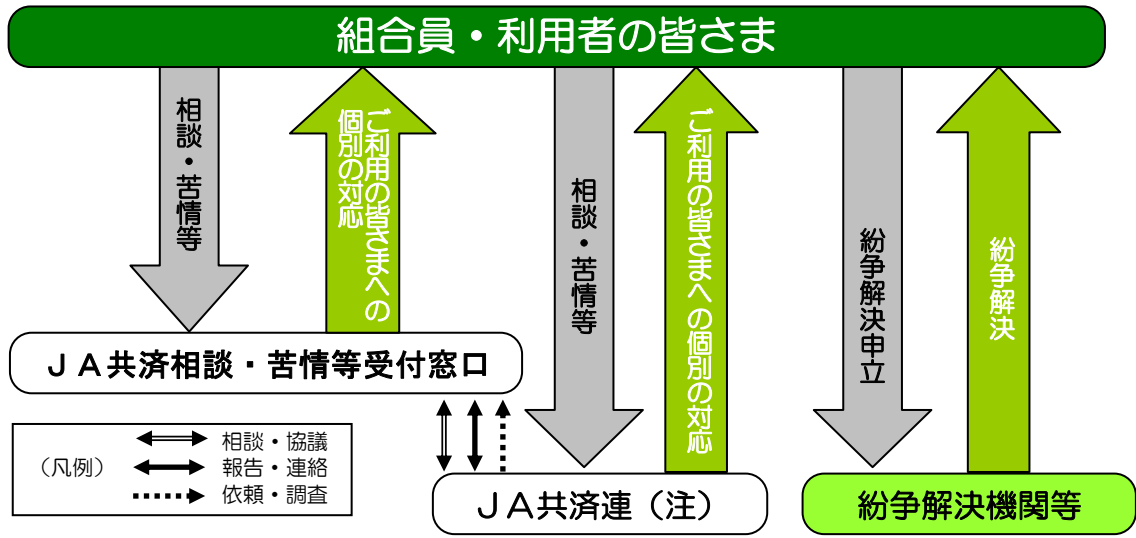 組合員・利用者の皆さま
相談・苦情等
ご利用の皆さまへの
個別の対応
相談・苦情等
ご利用の皆さまへの個別の対応
紛争解決申立
紛争解決
ＪＡ共済相談・苦情等受付窓口
（凡例）
相談・協議
報告・連絡
依頼・調査
ＪＡ共済連（注）
紛争解決機関等